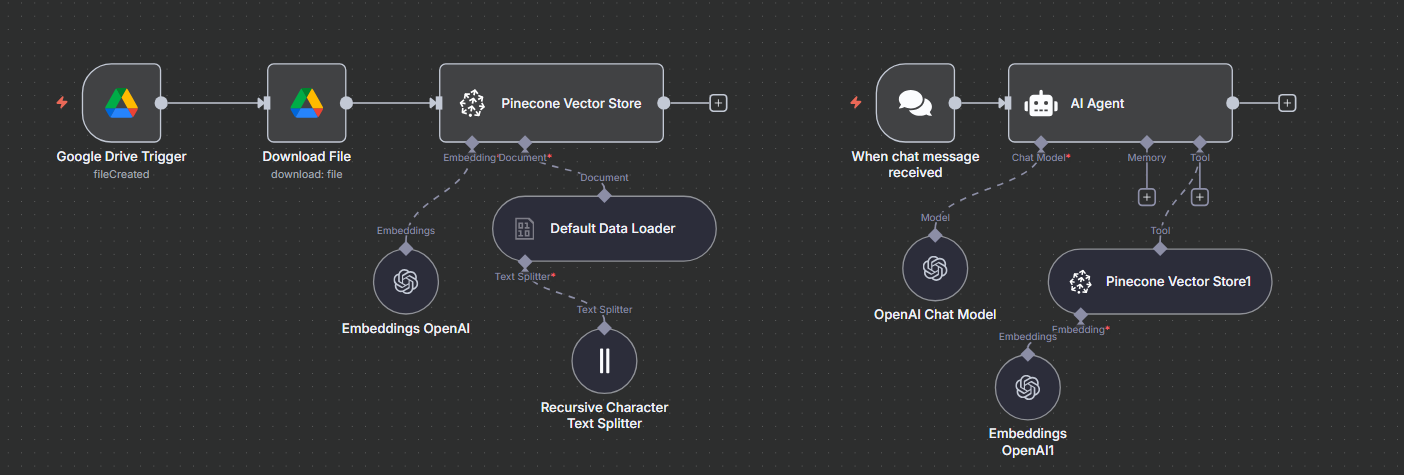 Google Drive Trigger
fileCreated
Download File
download: file
Pinecone Vector Store
Embedding*
Document*
Embeddings
Embeddings OpenAI
Document
Default Data Loader
Text Splitter*
Text Splitter
Recursive Character
Text Splitter
When chat message
received
AI Agent
Chat Model*
Memory
Tool
Model
OpenAI Chat Model
Tool
Pinecone Vector Store1
Embedding*
Embeddings
Embeddings
OpenAI1